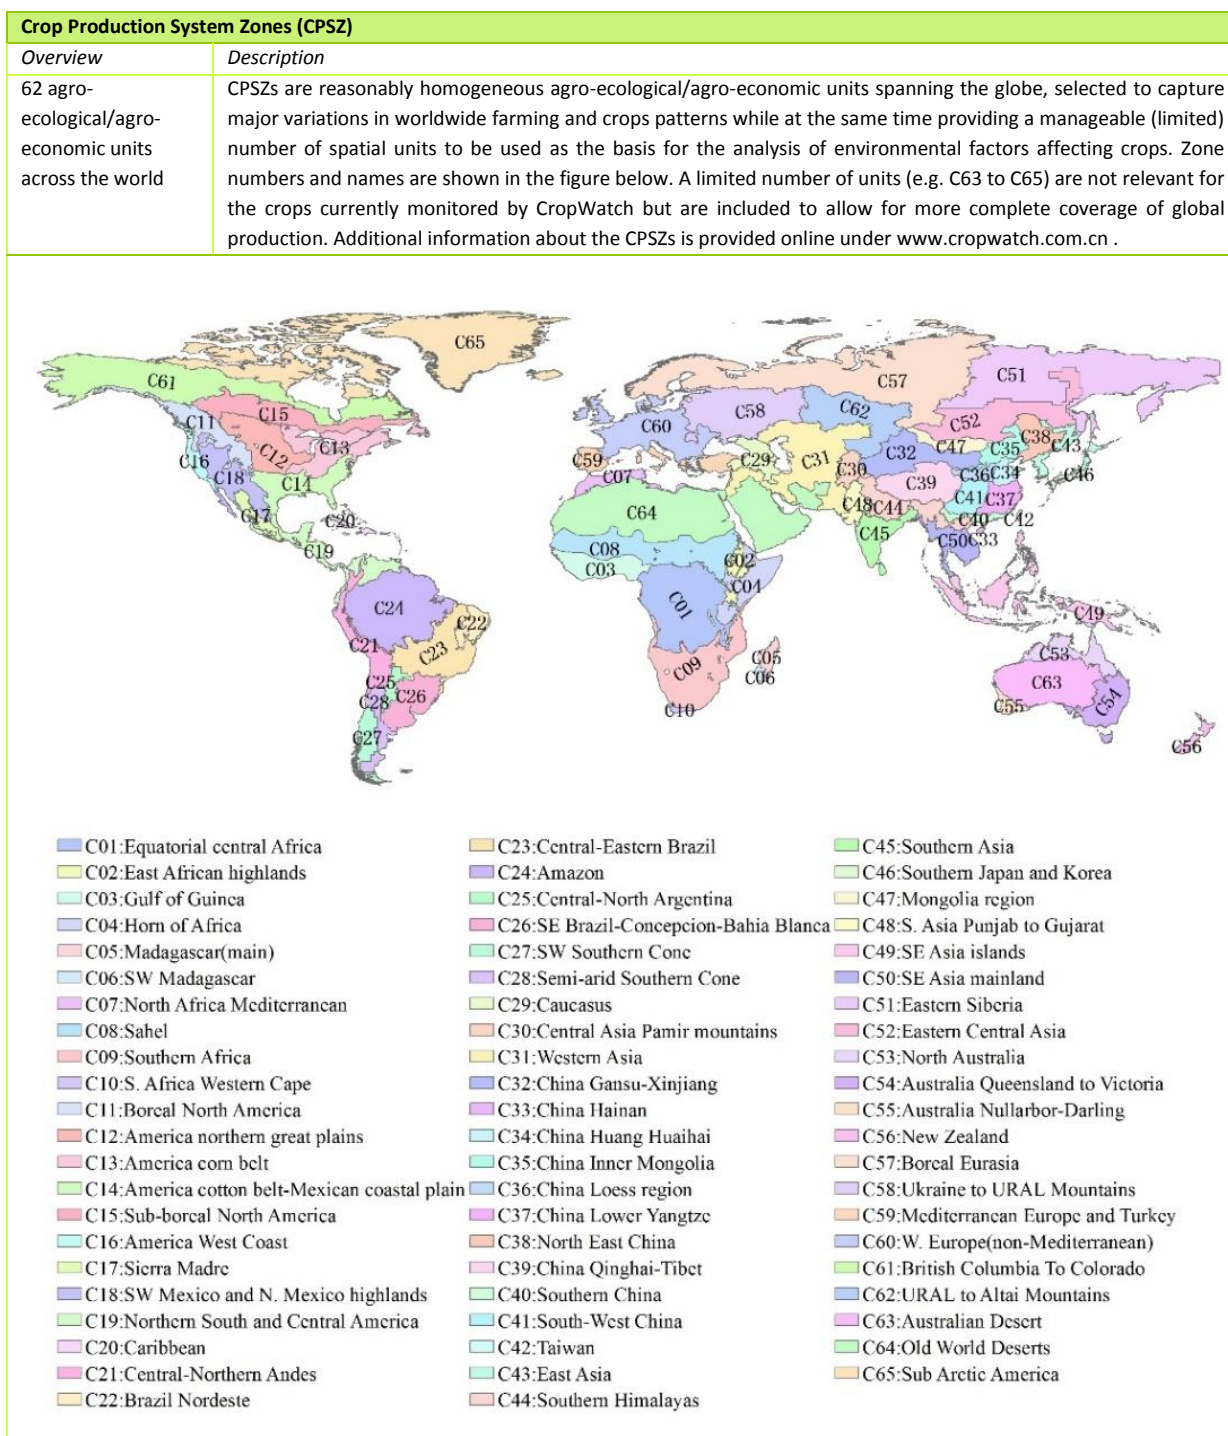 Crop Production System Zones (CPSZ)
Overview
Description
62 agro-
ecological/agro-
economic units
across the world
CPSZs are reasonably homogeneous agro-ecological/agro-economic units spanning the globe, selected to capture
major variations in worldwide farming and crops patterns while at the same time providing a manageable (limited)
number of spatial units to be used as the basis for the analysis of environmental factors affecting crops. Zone
numbers and names are shown in the figure below. A limited number of units (e.g. C63 to C65) are not relevant for
the crops currently monitored by CropWatch but are included to allow for more complete coverage of global
production. Additional information about the CPSZs is provided online under www.cropwatch.com.cn .
C65
C61
C57
C51
C15
C11
C58
C62
C60
C52
C13
C12
C16
C59
C29
C31
C30
C32
C47
C35
C38
C43
C18
C14
C07
C36
C34
C46
C39
C17
C20
C64
C48
C44
C41
C37
C40
C42
C45
C50
C33
C19
C08
C03
C02
C04
C24
C01
C22
C49
C21
C23
C09
C05
C06
C53
C63
C25
C28
C26
C10
C55
C54
C27
C56
C01:Equatorial central Africa
C02:East African highlands
C03:Gulf of Guinea
C04:Horn of Africa
C05:Madagascar(main)
C06:SW Madagascar
C07:North Africa Mediterranean
C08:Sahel
C09:Southern Africa
C10:S. Africa Western Cape
C11:Boreal North America
C12:America northern great plains
C13:America corn belt
C14:America cotton belt-Mexican coastal plain
C15:Sub-boreal North America
C16:America West Coast
C17:Sierra Madre
C18:SW Mexico and N. Mexico highlands
C19:Northern South and Central America
C20:Caribbean
C21:Central-Northern Andes
C22:Brazil Nordeste
C23:Central-Eastern Brazil
C24:Amazon
C25:Central-North Argentina
C26:SE Brazil-Concepcion-Bahia Blanca
C27:SW Southern Cone
C28:Semi-arid Southern Cone
C29:Caucasus
C30:Central Asia Pamir mountains
C31:Western Asia
C32:China Gansu-Xinjiang
C33:China Hainan
C34:China Huang Huaihai
C35:China Inner Mongolia
C36:China Loess region
C37:China Lower Yangtze
C38:North East China
C39:China Qinghai-Tibet
C40:Southern China
C41:South-West China
C42:Taiwan
C43:East Asia
C44:Southern Himalayas
C45:Southern Asia
C46:Southern Japan and Korea
C47:Mongolia region
C48:S. Asia Punjab to Gujarat
C49:SE Asia islands
C50:SE Asia mainland
C51:Eastern Siberia
C52:Eastern Central Asia
C53:North Australia
C54:Australia Queensland to Victoria
C55:Australia Nullarbor-Darling
C56:New Zealand
C57:Boreal Eurasia
C58:Ukraine to URAL Mountains
C59:Mediterranean Europe and Turkey
C60:W. Europe(non-Mediterranean)
C61:British Columbia To Colorado
C62:URAL to Altai Mountains
C63:Australian Desert
C64:Old World Deserts
C65:Sub Arctic America